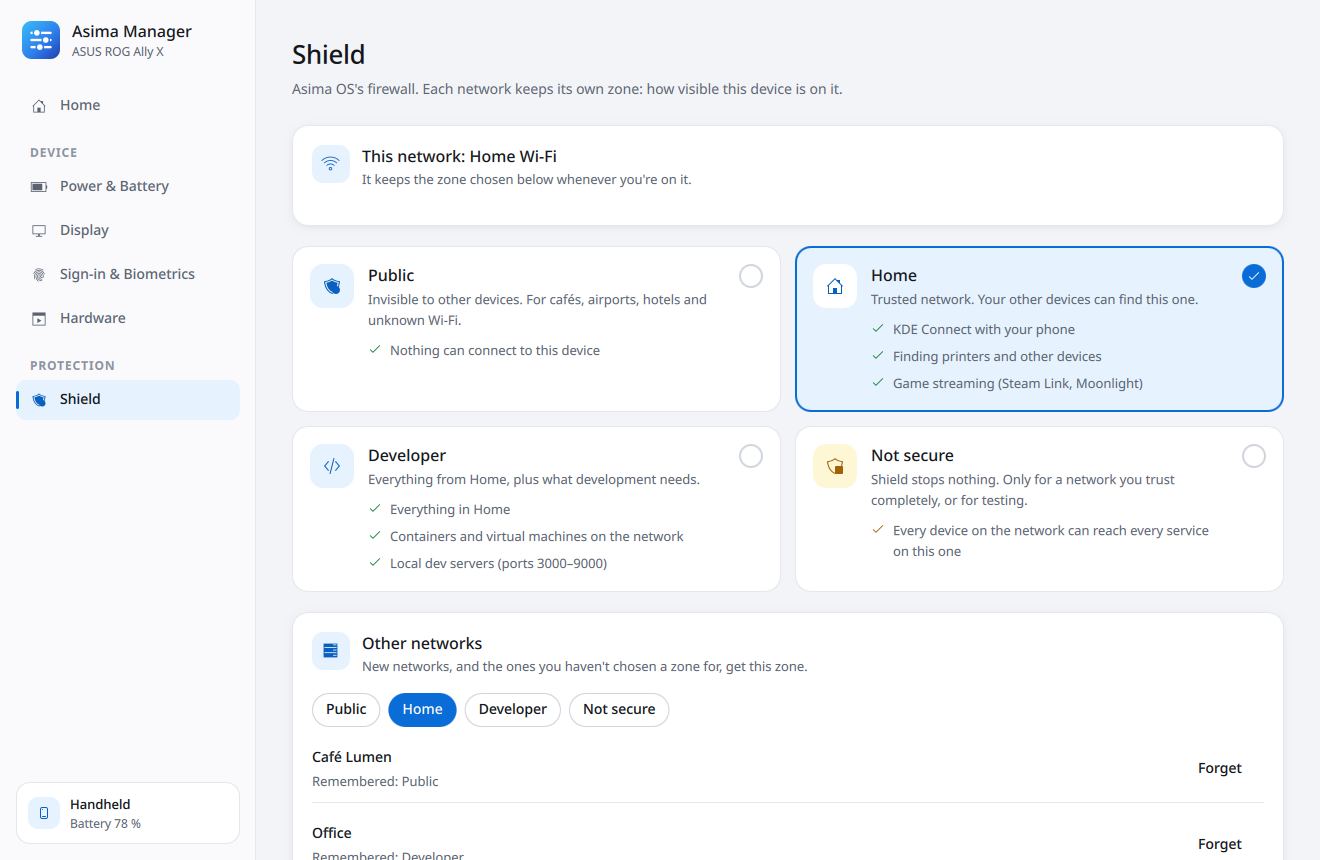 Asima Manager
ASUS ROG Ally X
Home
DEVICE
Power & Battery
Display
Sign-in & Biometrics
Hardware
PROTECTION
Shield
Handheld
Battery 78 %
Shield
Asima OS's firewall. Each network keeps its own zone: how visible this device is on it.
This network: Home Wi-Fi
It keeps the zone chosen below whenever you're on it.
Public
Invisible to other devices. For cafés, airports, hotels and
unknown Wi-Fi.
Nothing can connect to this device
Home
Trusted network. Your other devices can find this one.
KDE Connect with your phone
Finding printers and other devices
Game streaming (Steam Link, Moonlight)
Developer
Everything from Home, plus what development needs.
Everything in Home
Containers and virtual machines on the network
Local dev servers (ports 3000–9000)
Not secure
Shield stops nothing. Only for a network you trust
completely, or for testing.
Every device on the network can reach every service
on this one
Other networks
New networks, and the ones you haven't chosen a zone for, get this zone.
Public Home Developer Not secure
Café Lumen
Remembered: Public
Forget
Office
Remembered: Developer
Forget